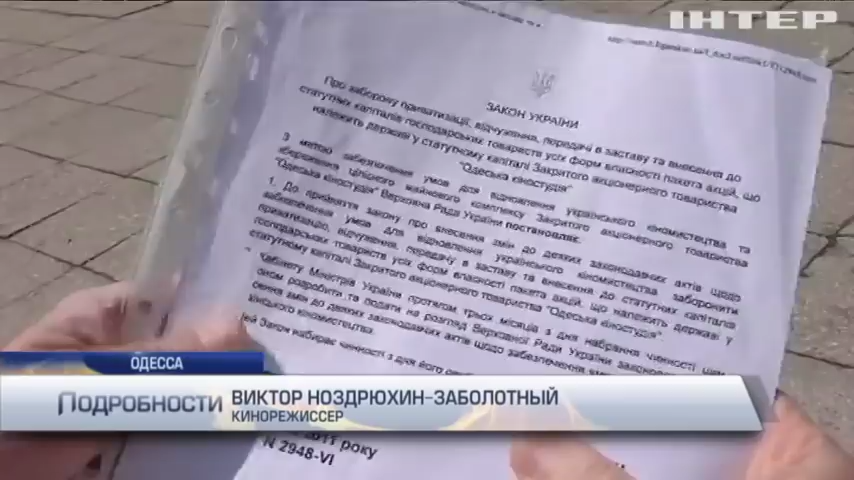 ІНТЕР
ЗАКОН УКРАЇНИ
Про заборону приватизації, відчуження, передачі в заставу та внесення до
статутних капіталів господарських товариств усіх форм власності пакета акцій, що
належить державі у статутному капіталі Закритого акціонерного товариства
"Одеська кіностудія"
З метою забезпечення умов для відновлення українського кіномистецтва та
збереження цілісного майнового комплексу Закритого акціонерного товариства
"Одеська кіностудія" Верховна Рада України постановляє:
1. До прийняття закону про внесення змін до деяких законодавчих актів щодо
забезпечення умов для відновлення українського кіномистецтва заборонити
приватизацію, відчуження, передачу в заставу та внесення до статутних капіталів
господарських товариств усіх форм власності пакета акцій, що належить державі у
статутному капіталі Закритого акціонерного товариства "Одеська кіностудія".
Кабінету Міністрів України протягом трьох місяців з дня набрання чинності цим
розробити та подати на розгляд Верховної Ради України
змін до деяких законодавчих актів щодо
кіномистецтва.
Цей Закон набирає чинності з дня його
ОДЕССА
ПОДРОБНОСТИ
ВИКТОР НОЗДРЮХИН-ЗАБОЛОТНЫЙ
КИНОРЕЖИССЕР
2011 року
N 2948-VI